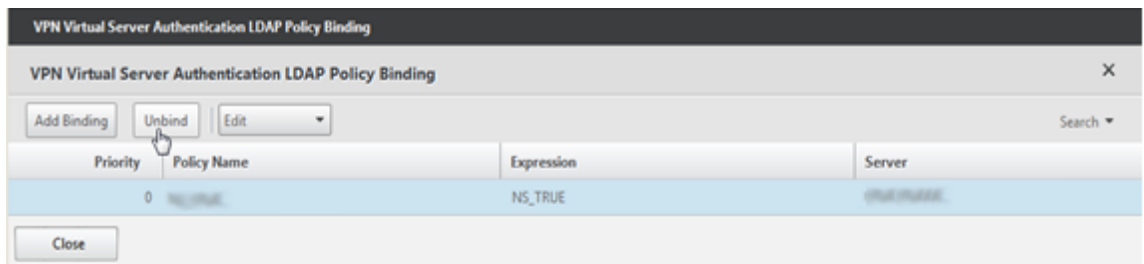 VPN Virtual Server Authentication LDAP Policy Binding
VPN Virtual Server Authentication LDAP Policy Binding
Add Binding Unbind Edit Search
Priority Policy Name Expression Server
0 NS_TRUE
Close